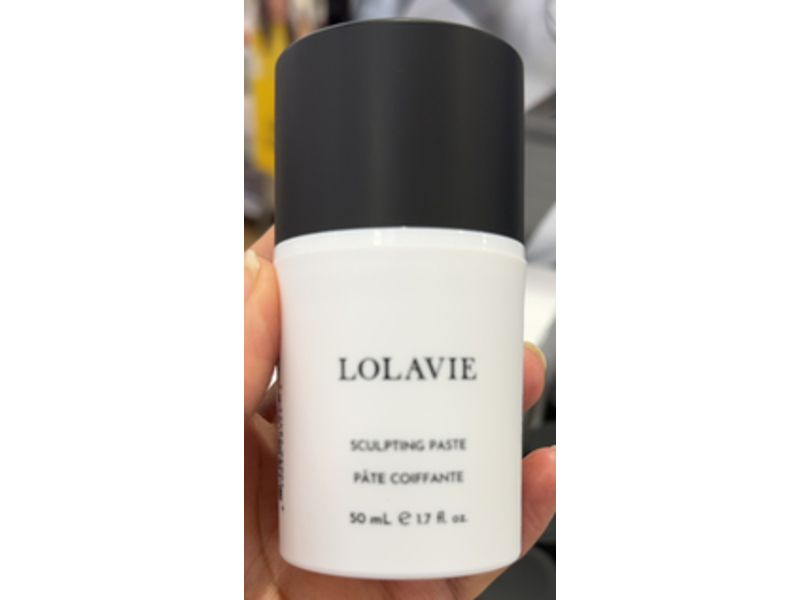 LOLAVIE
SCULPTING PASTE
PÂTE COIFFANTE
50 mL ℮ 1.7 fl. oz.